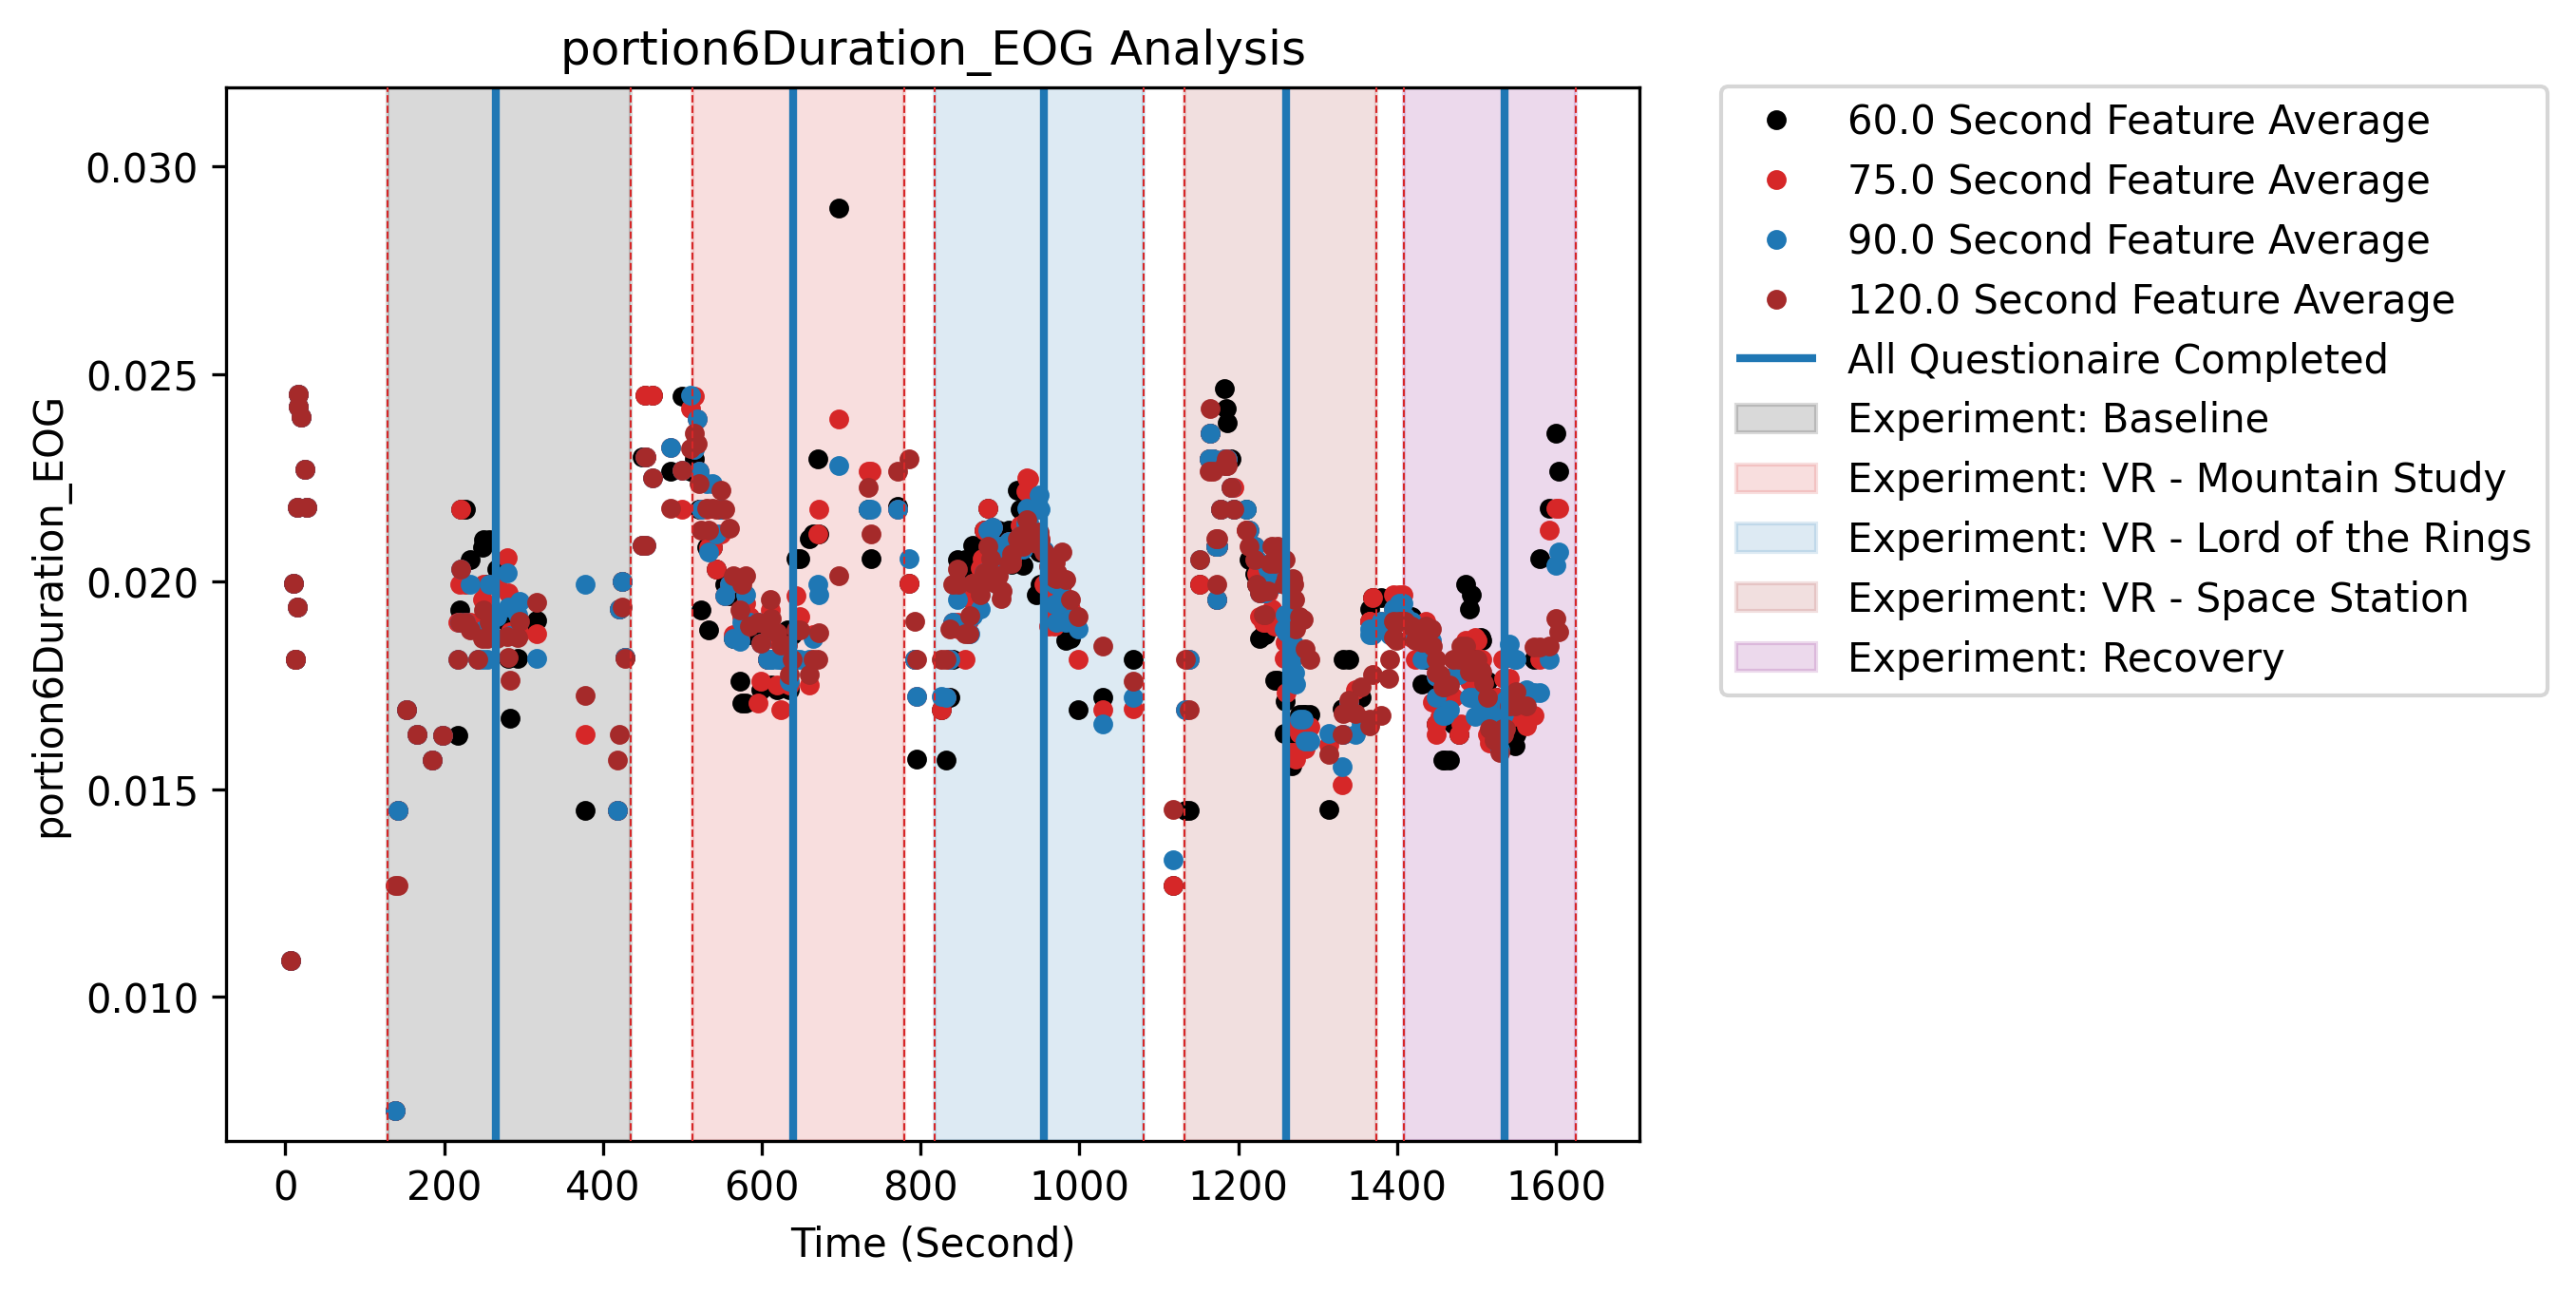 portion6Duration_EOG Analysis
portion6Duration_EOG
0.030
0.025
0.020
0.015
0.010
0 200 400 600 800 1000 1200 1400 1600
Time (Second)
60.0 Second Feature Average
75.0 Second Feature Average
90.0 Second Feature Average
120.0 Second Feature Average
All Questionaire Completed
Experiment: Baseline
Experiment: VR - Mountain Study
Experiment: VR - Lord of the Rings
Experiment: VR - Space Station
Experiment: Recovery